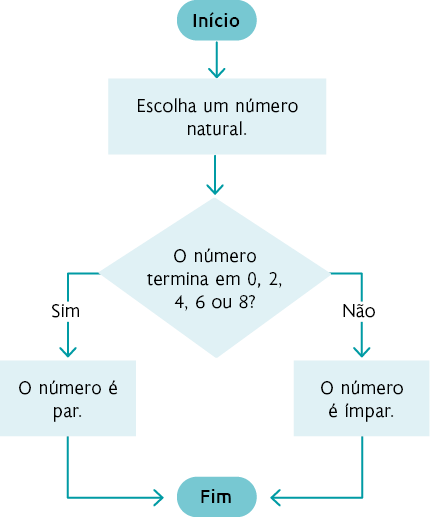 Início
Escolha um número
natural.
O número
termina em 0, 2,
4, 6 ou 8?
Sim
Não
O número é
par.
O número
é ímpar.
Fim